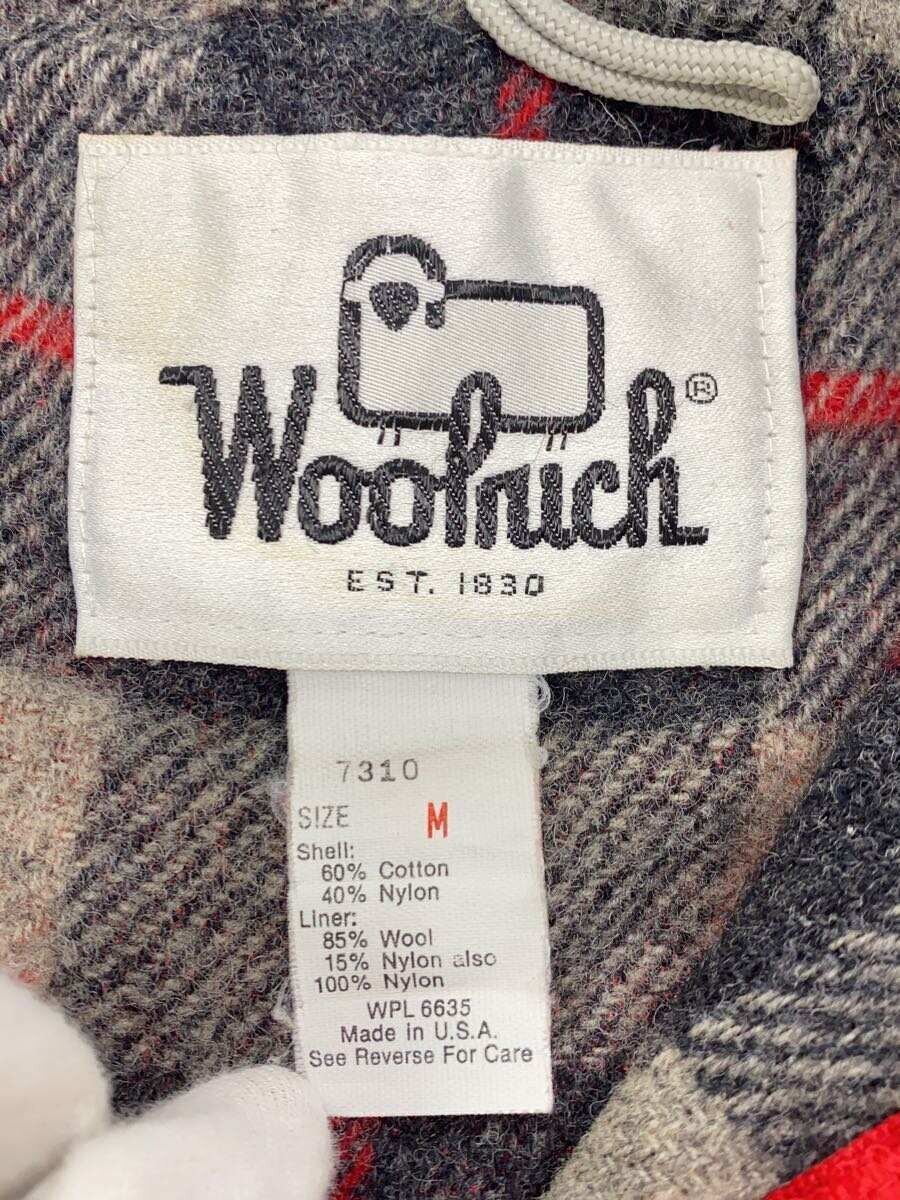 Woolrich®
EST. 1830
7310
SIZE M
Shell:
60% Cotton
40% Nylon
Liner:
85% Wool
15% Nylon also
100% Nylon
WPL 6635
Made in U.S.A.
See Reverse For Care